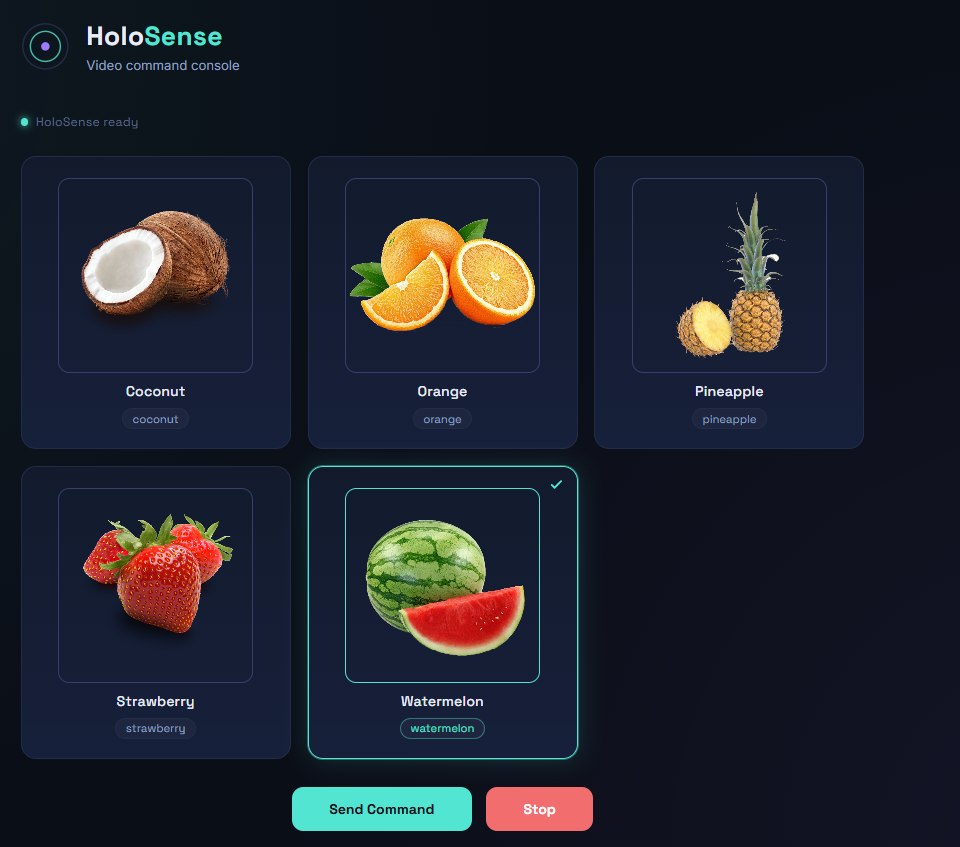 HoloSense
Video command console
HoloSense ready
Coconut
coconut
Orange
orange
Pineapple
pineapple
Strawberry
strawberry
Watermelon
watermelon
Send Command
Stop